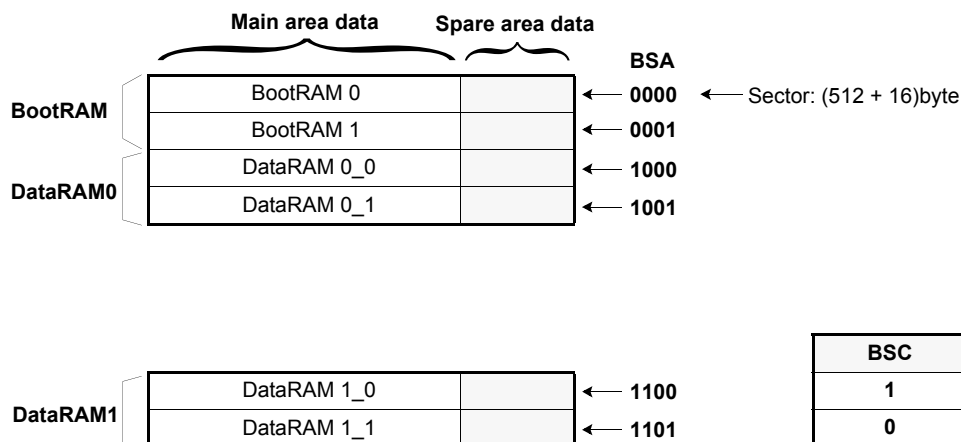 Main area data Spare area data
BSA
BootRAM
BootRAM 0 0000 Sector: (512 + 16)byte
BootRAM 1 0001
DataRAM0
DataRAM 0_0 1000
DataRAM 0_1 1001
BSC
DataRAM1
DataRAM 1_0 1100 1
DataRAM 1_1 1101 0